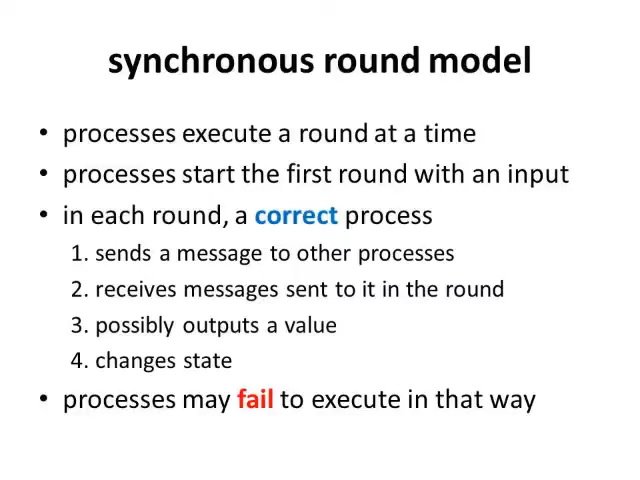 synchronous round model
• processes execute a round at a time
• processes start the first round with an input
• in each round, a correct process
1. sends a message to other processes
2. receives messages sent to it in the round
3. possibly outputs a value
4. changes state
• processes may fail to execute in that way